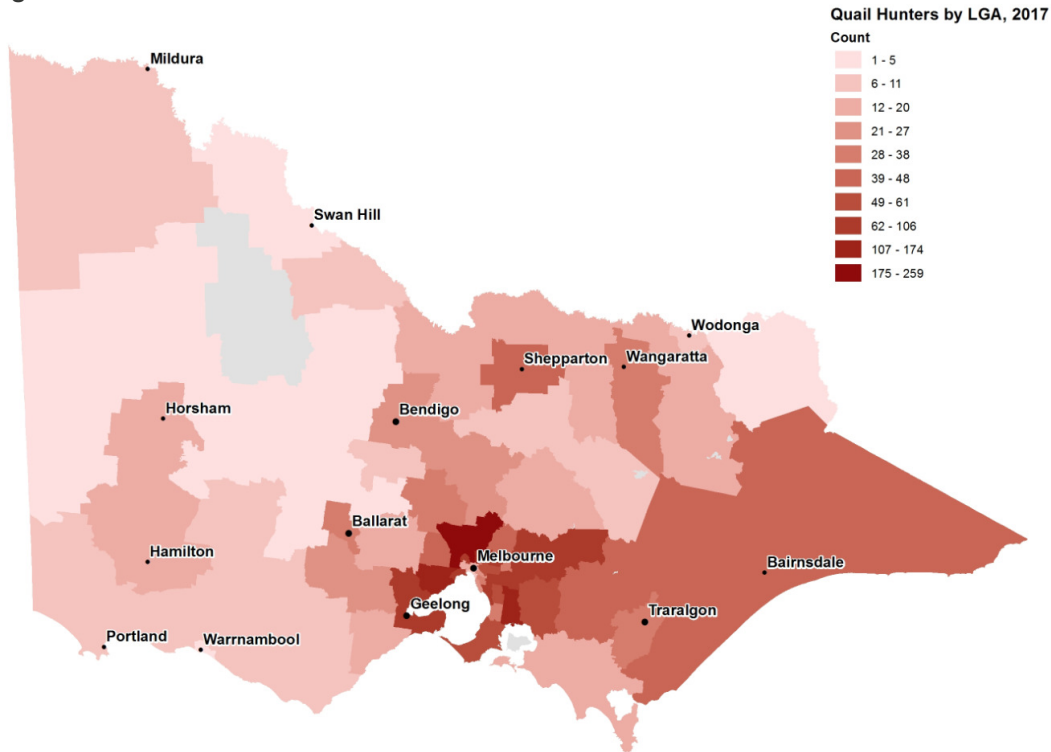 Quail Hunters by LGA, 2017
Count
1 - 5
6 - 11
12 - 20
21 - 27
28 - 38
39 - 48
49 - 61
62 - 106
107 - 174
175 - 259
Mildura
Swan Hill
Wodonga
Shepparton
Wangaratta
Horsham
Bendigo
Ballarat
Melbourne
Hamilton
Bairnsdale
Geelong
Traralgon
Portland
Warrnambool